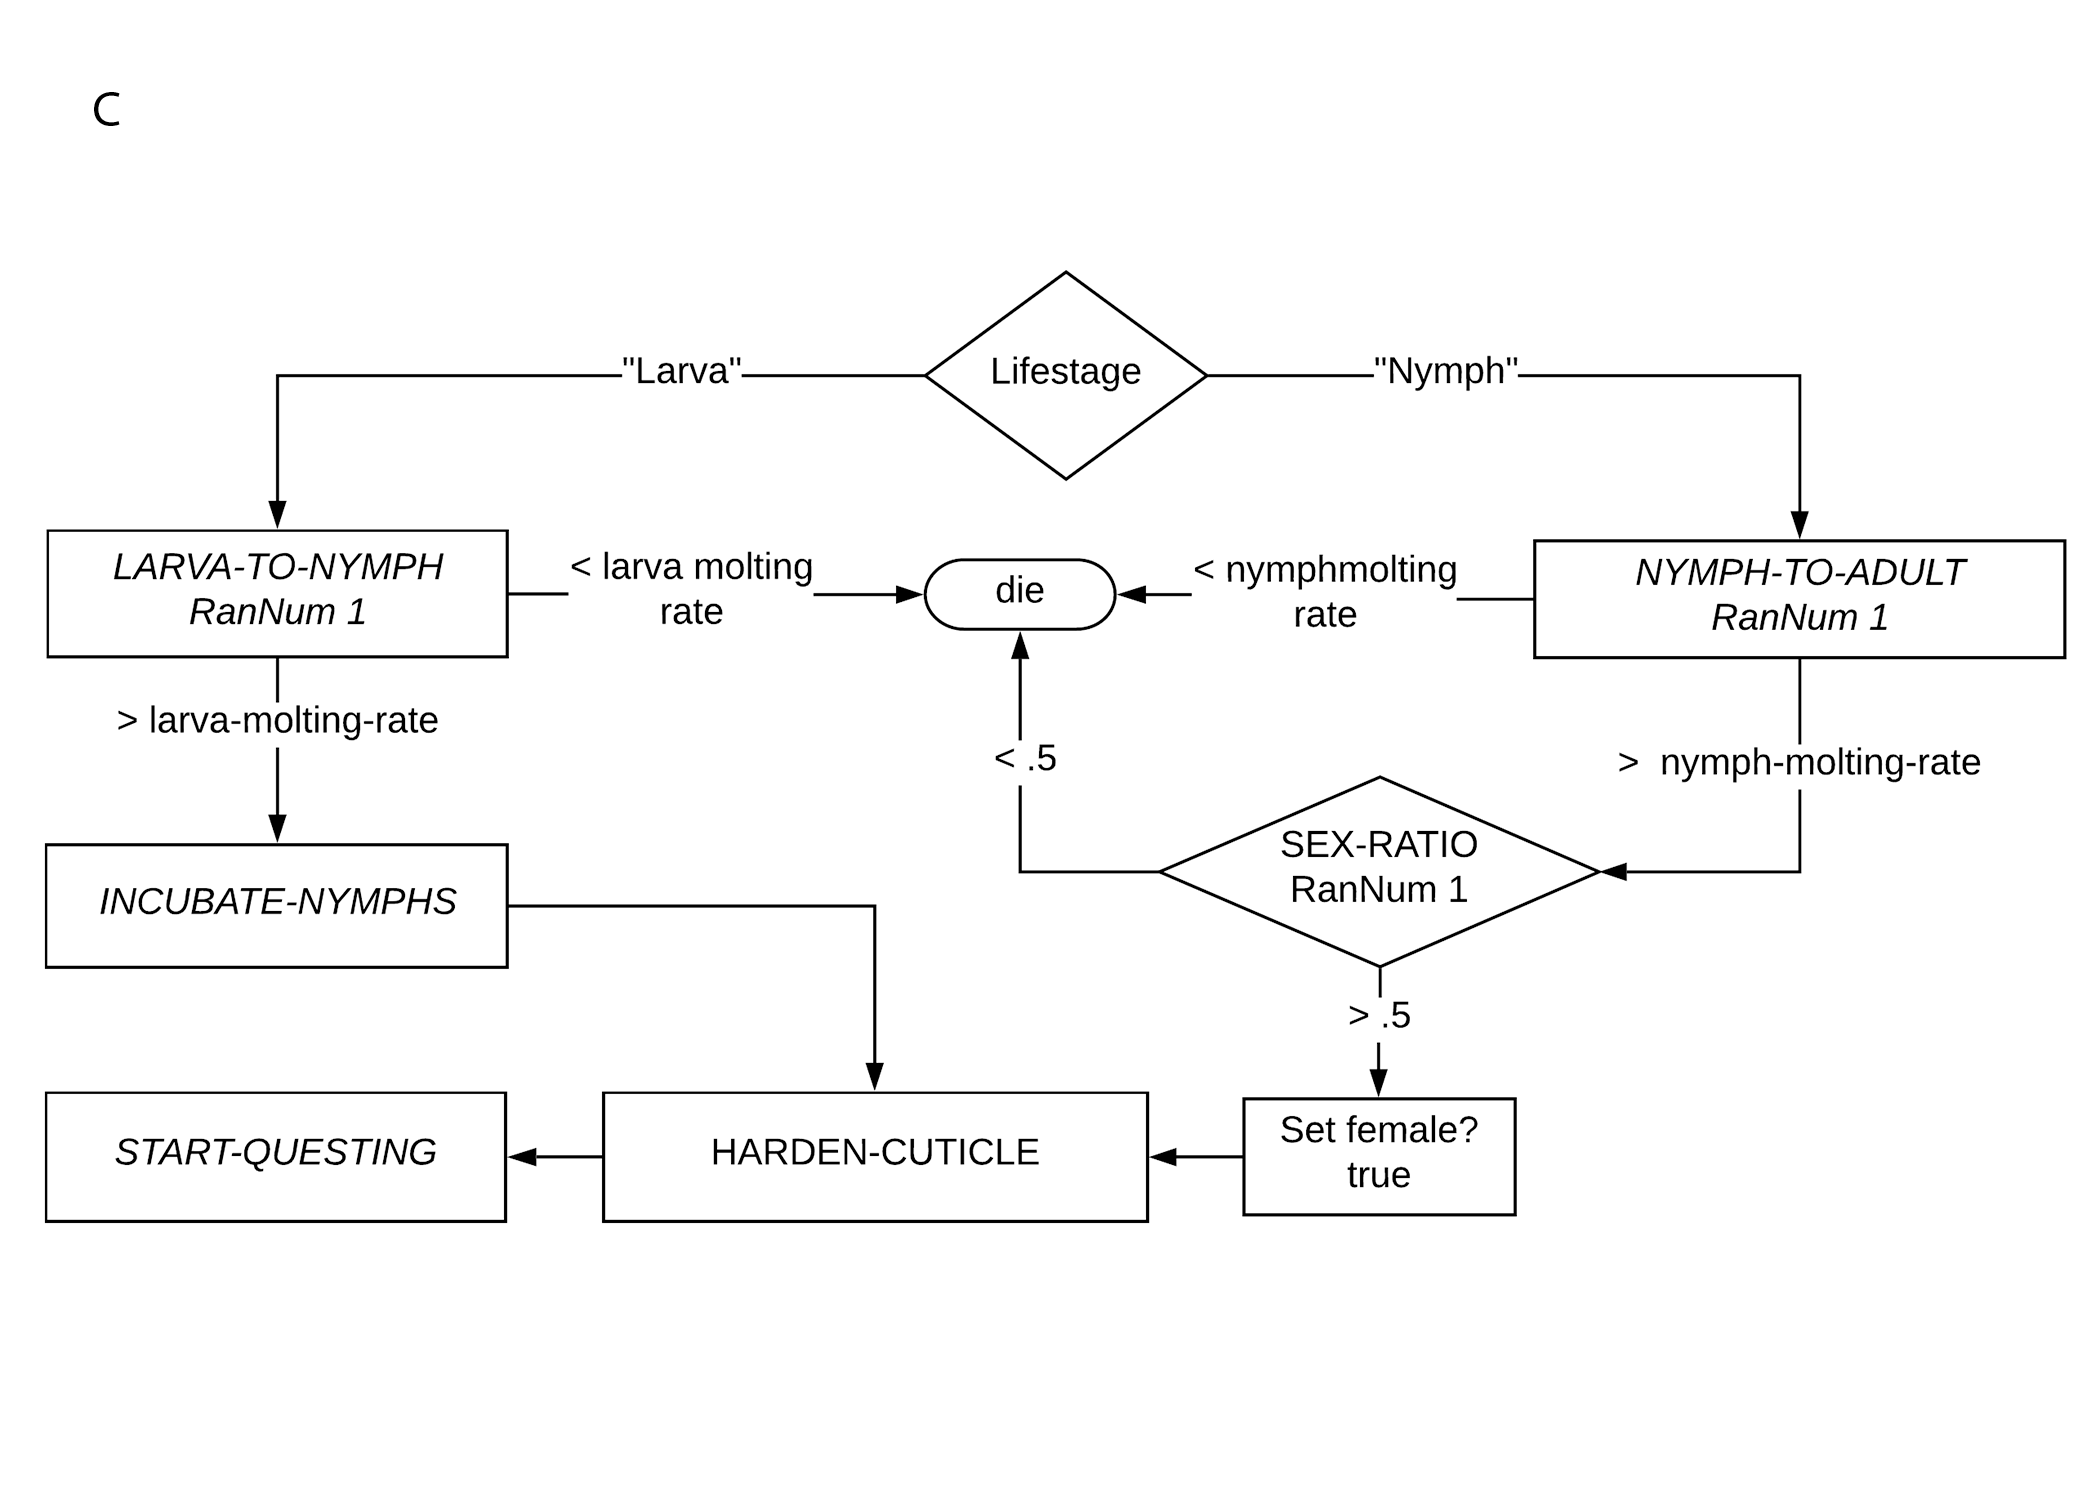 C
Lifestage
"Larva"
"Nymph"
LARVA-TO-NYMPH
RanNum 1
< larva molting
rate
die
< nymphmolting
rate
NYMPH-TO-ADULT
RanNum 1
> larva-molting-rate
< .5
>  nymph-molting-rate
SEX-RATIO
RanNum 1
INCUBATE-NYMPHS
> .5
START-QUESTING
HARDEN-CUTICLE
Set female?
true